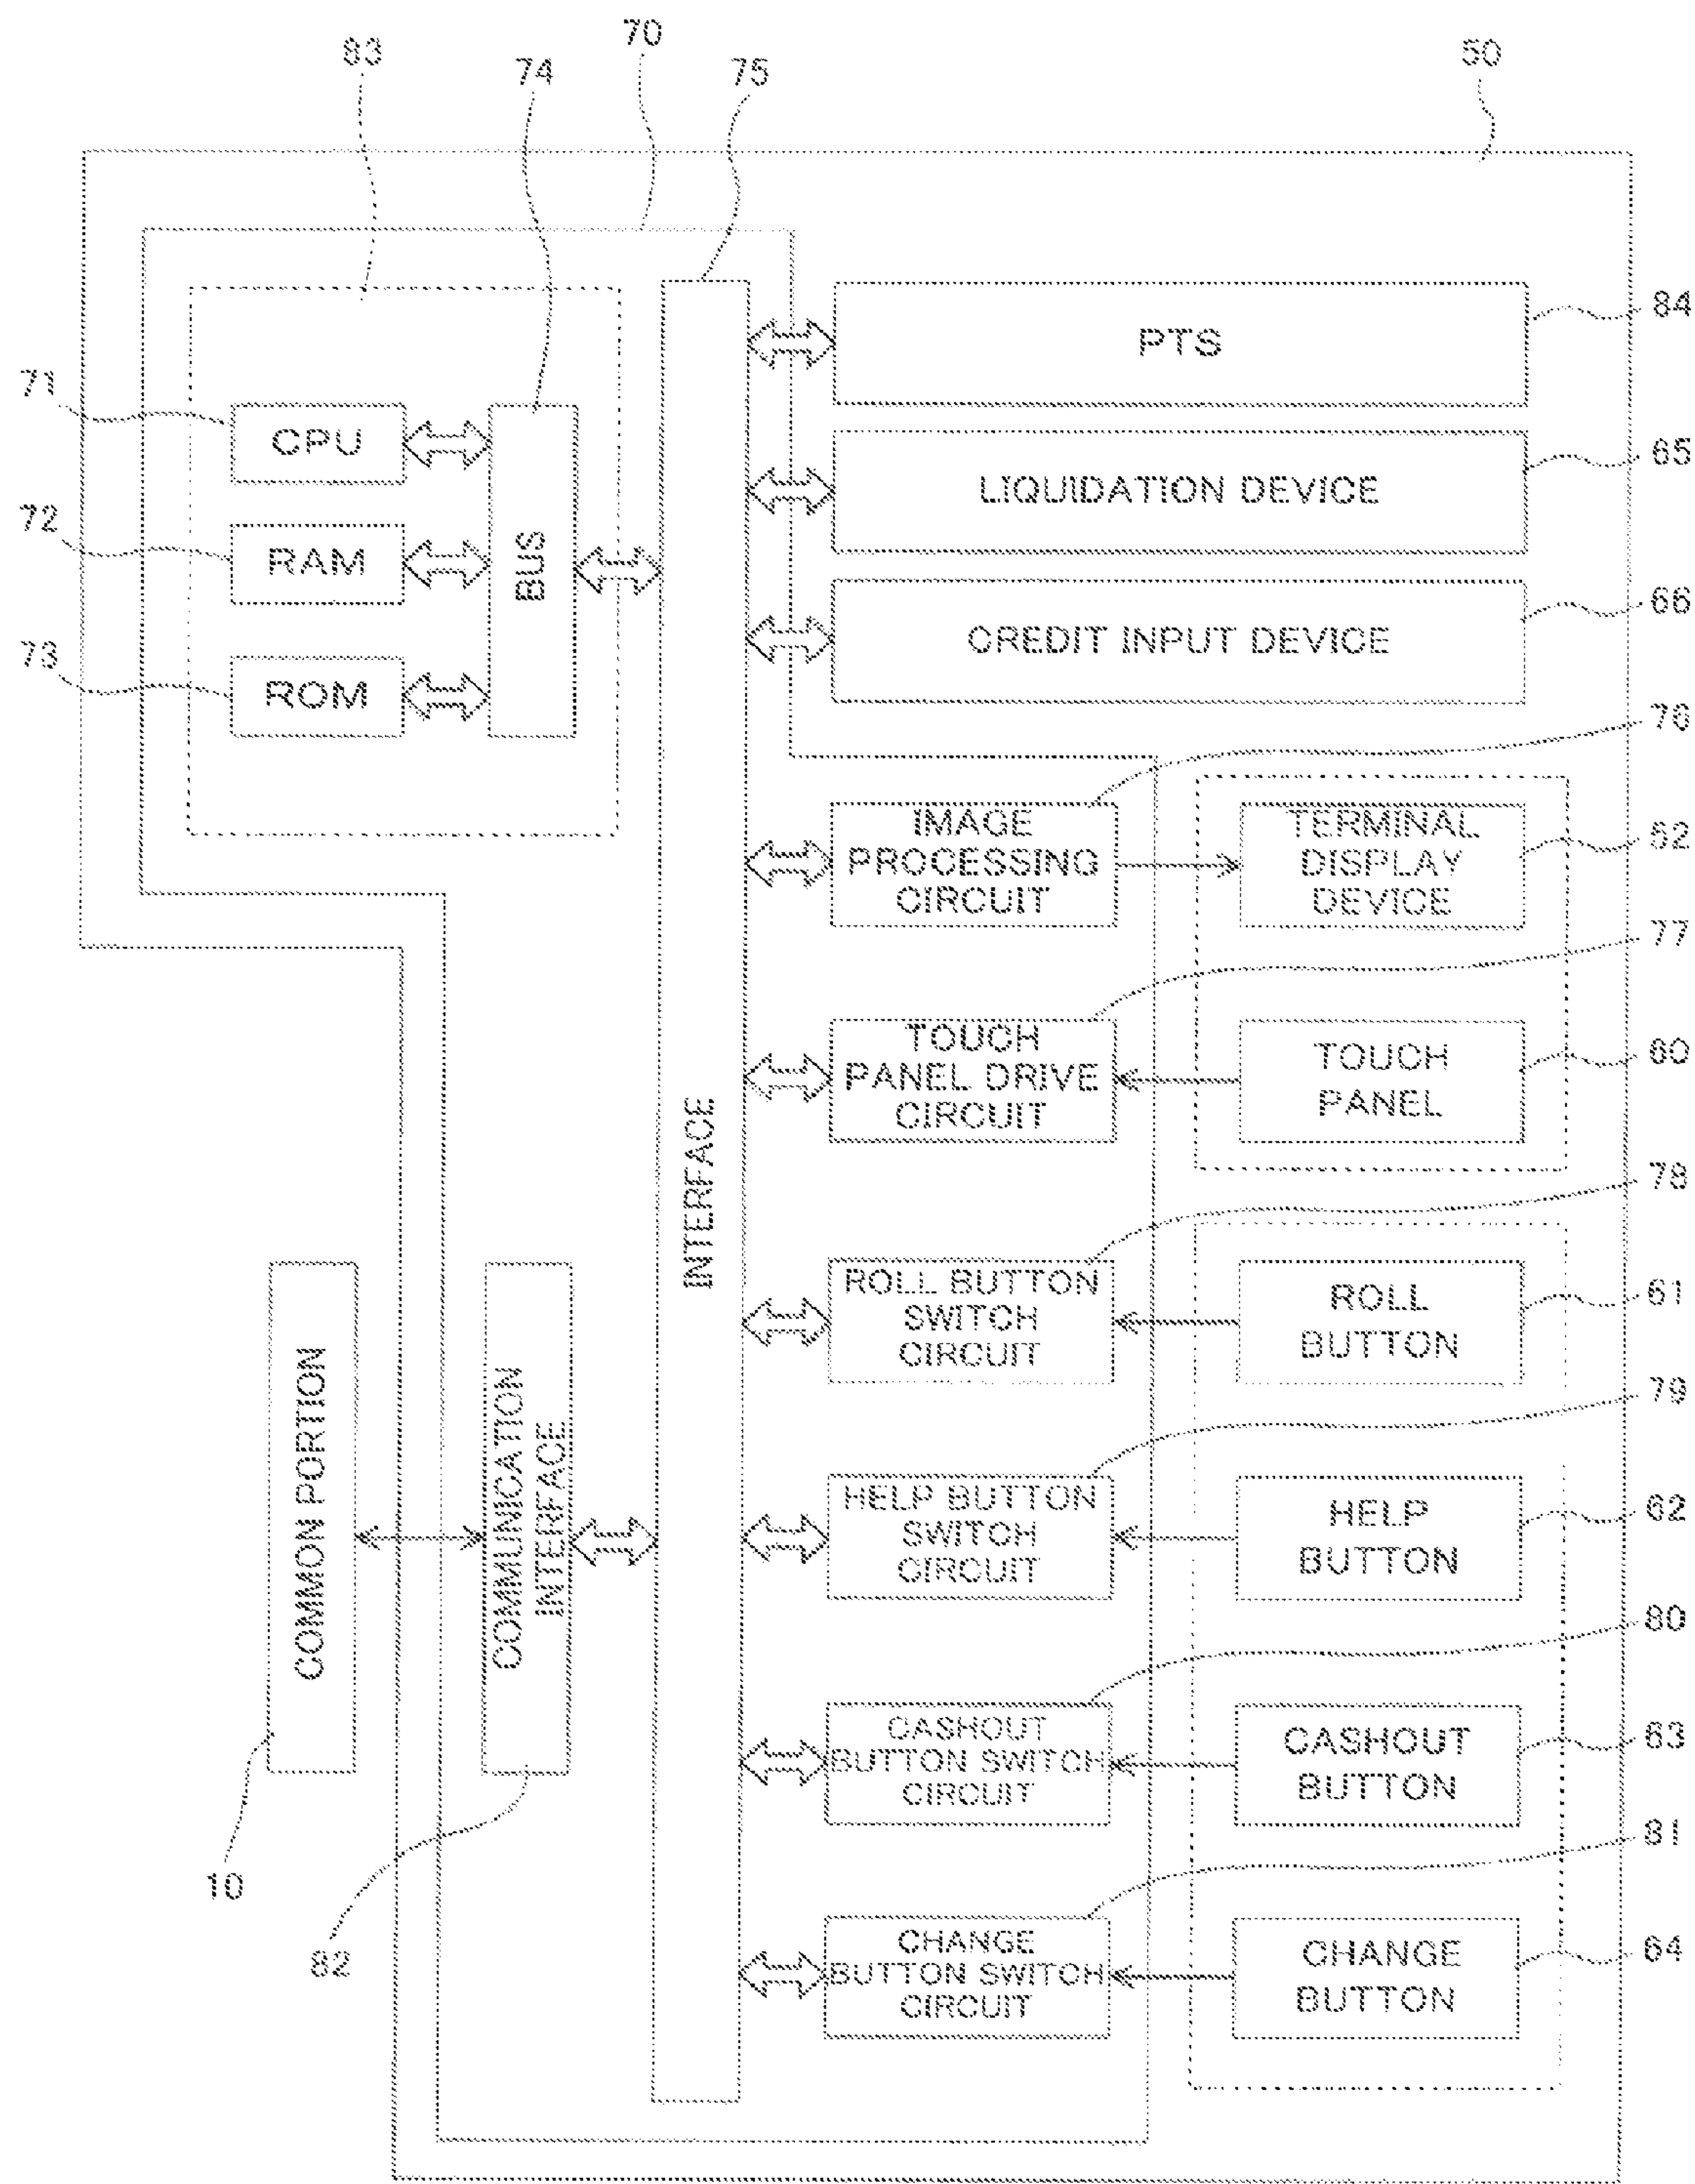 83
74
70
75
50
84
PTS
71
CPU
65
LIQUIDATION DEVICE
72
RAM
BUS
66
CREDIT INPUT DEVICE
73
ROM
76
IMAGE
PROCESSING
CIRCUIT
TERMINAL
DISPLAY
DEVICE
62
77
TOUCH
PANEL DRIVE
CIRCUIT
TOUCH
PANEL
60
INTERFACE
78
ROLL BUTTON
SWITCH
CIRCUIT
ROLL
BUTTON
61
COMMON PORTION
COMMUNICATION
INTERFACE
79
HELP BUTTON
SWITCH
CIRCUIT
HELP
BUTTON
62
80
CASHOUT
BUTTON SWITCH
CIRCUIT
CASHOUT
BUTTON
63
10
82
81
CHANGE
BUTTON SWITCH
CIRCUIT
CHANGE
BUTTON
64